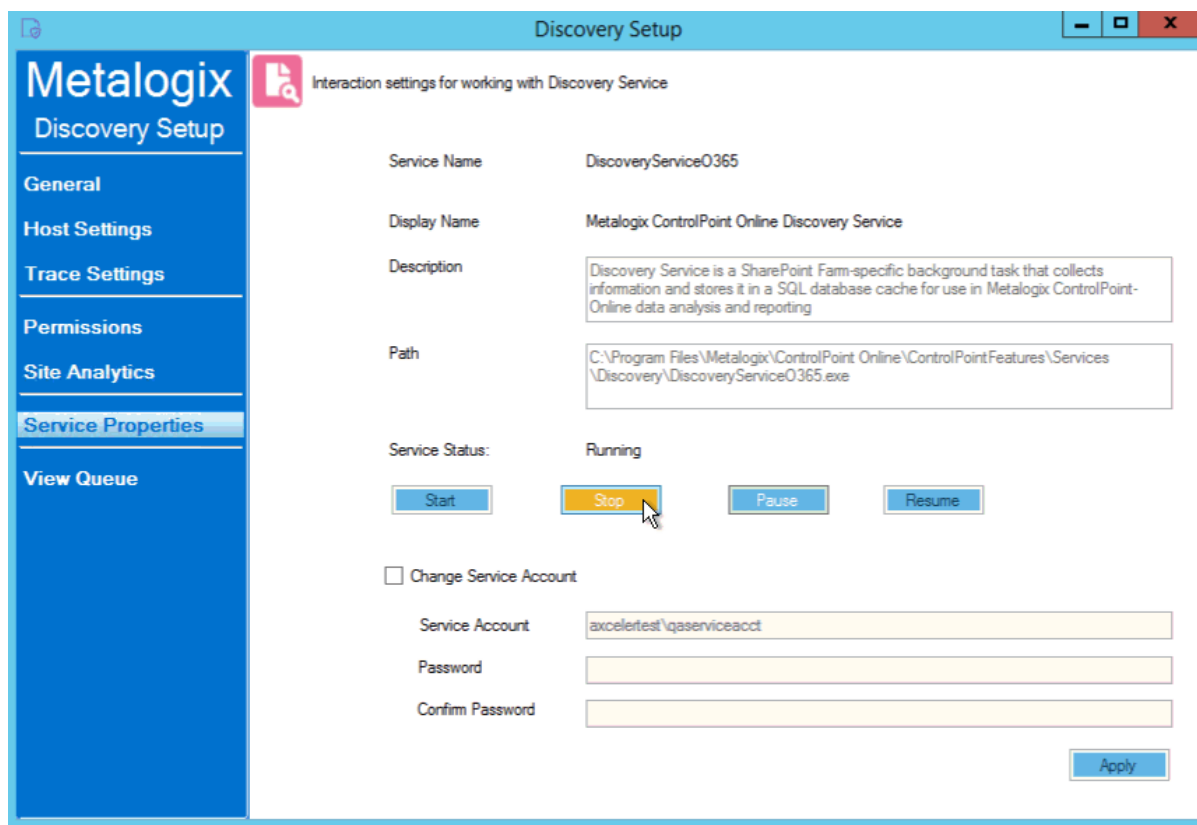 Discovery Setup
Metalogix
Discovery Setup
General
Host Settings
Trace Settings
Permissions
Site Analytics
Service Properties
View Queue
Interaction settings for working with Discovery Service
Service Name DiscoveryServiceO365
Display Name Metalogix ControlPoint Online Discovery Service
Description Discovery Service is a SharePoint Farm-specific background task that collects
information and stores it in a SQL database cache for use in Metalogix ControlPoint-
Online data analysis and reporting
Path C:\Program Files\Metalogix\ControlPoint Online\ControlPointFeatures\Services
\Discovery\DiscoveryServiceO365.exe
Service Status: Running
Start Stop Pause Resume
Change Service Account
Service Account axcelertest\qaserviceacct
Password
Confirm Password
Apply